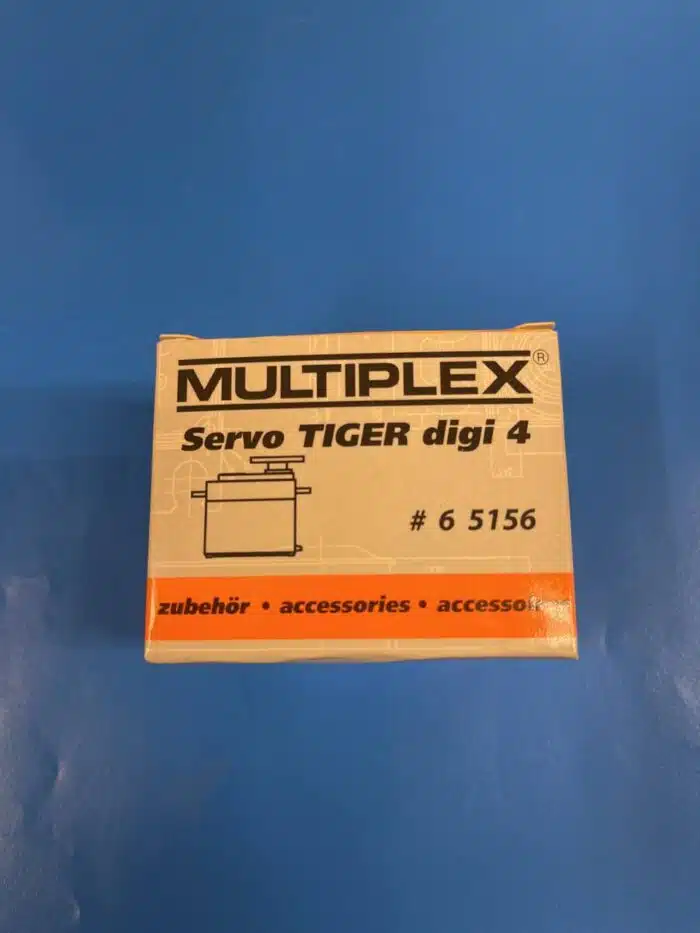 MULTIPLEX®
Servo TIGER digi 4
# 6 5156
zubehör • accessories •